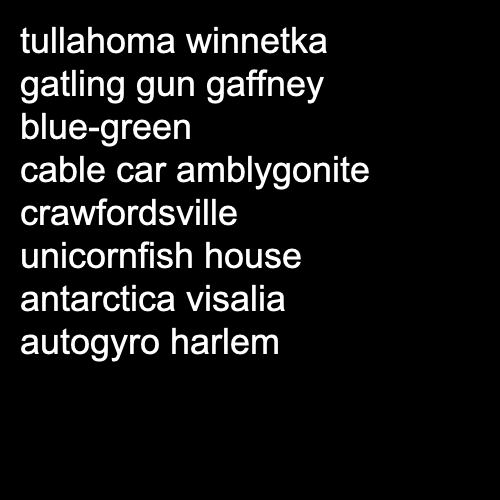 tullahoma winnetka
gatling gun gaffney
blue-green
cable car amblygonite
crawfordsville
unicornfish house
antarctica visalia
autogyro harlem